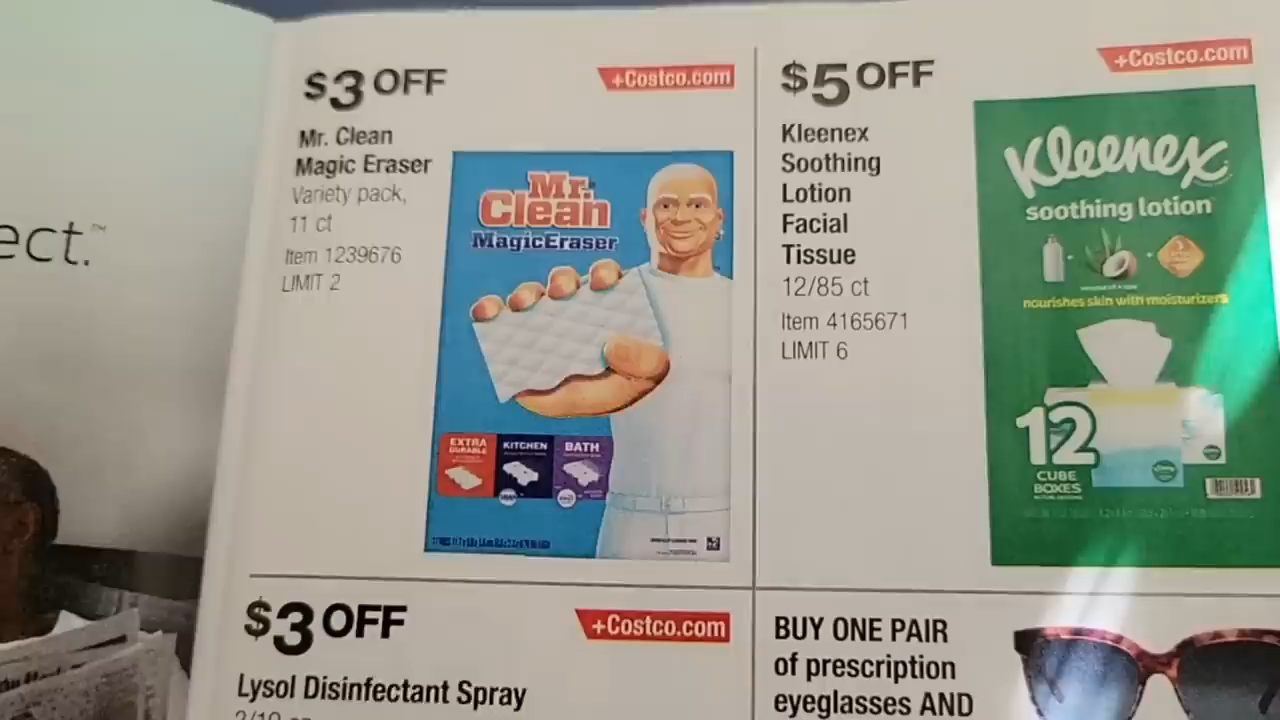 ect.™
$3 OFF
+Costco.com
Mr. Clean
Magic Eraser
Variety pack,
11 ct
Item 1239676
LIMIT 2
Mr.
Clean
MagicEraser
EXTRA
DURABLE
KITCHEN
BATH
$5 OFF
+Costco.com
Kleenex
Soothing
Lotion
Facial
Tissue
12/85 ct
Item 4165671
LIMIT 6
Kleenex
soothing lotion
nourishes skin with moisturizers
12
CUBE
BOXES
$3 OFF
+Costco.com
Lysol Disinfectant Spray
BUY ONE PAIR
of prescription
eyeglasses AND